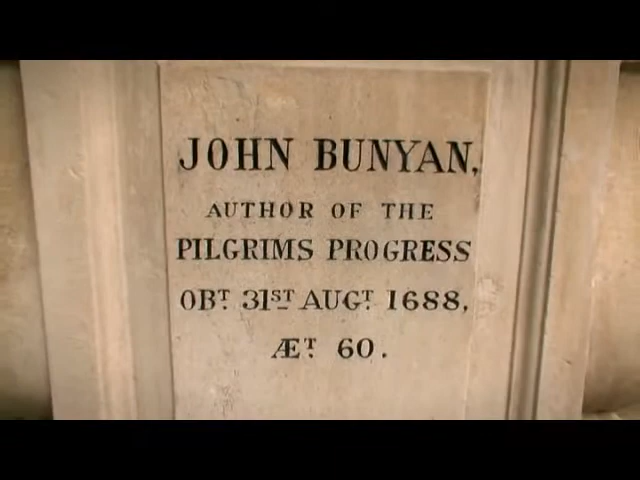 JOHN BUNYAN,
AUTHOR OF THE
PILGRIMS PROGRESS
OBT. 31ST AUGT. 1688,
ÆT. 60.